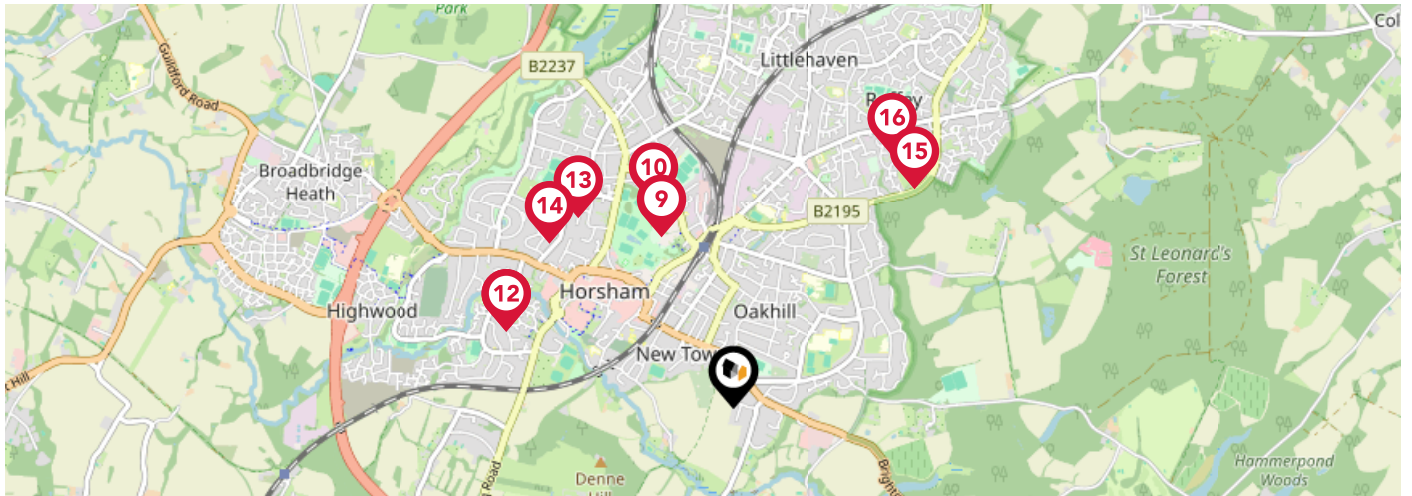 Park
Col
Guildford Road
B2237
Littlehaven
16
15
Broadbridge
Heath
10
13
9
14
B2195
St Leonard's
Forest
12
Horsham
Highwood
Oakhill
New Tow
Hill
Road
Denne
Hill
Hammerpond
Woods